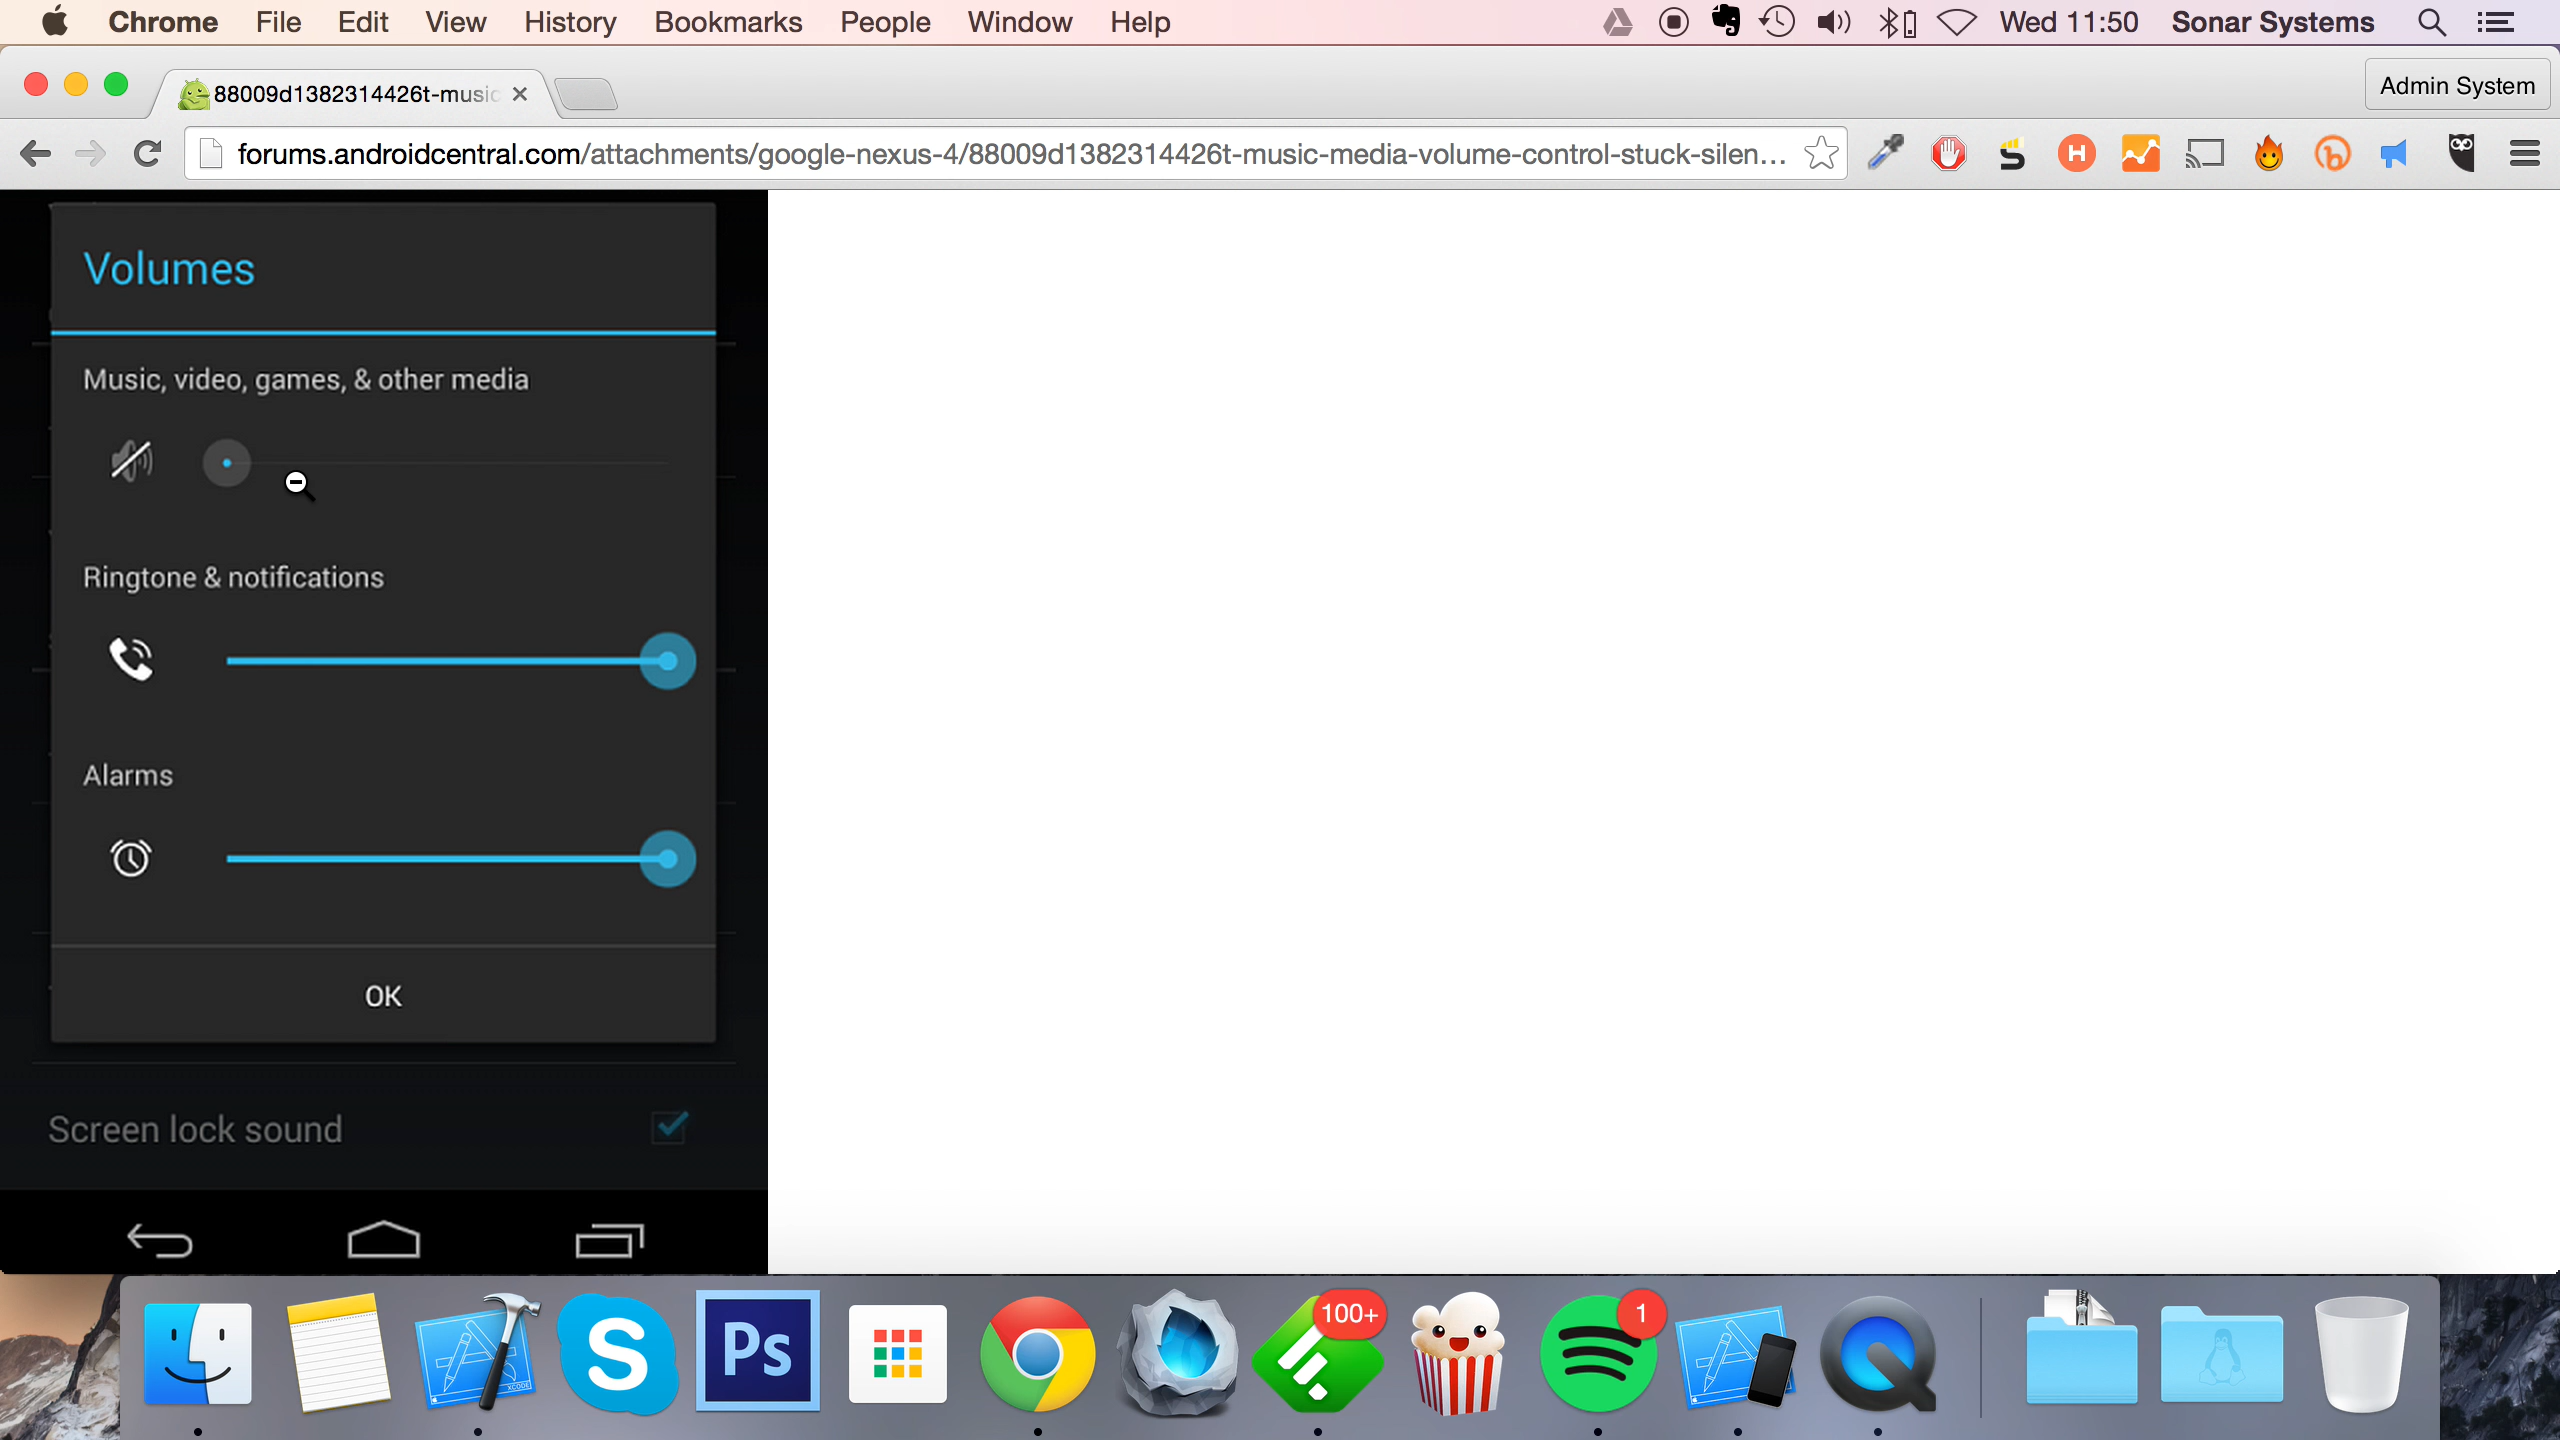 Chrome File Edit View History Bookmarks People Window Help Wed 11:50 Sonar Systems
88009d1382314426t-music Admin System
forums.androidcentral.com/attachments/google-nexus-4/88009d1382314426t-music-media-volume-control-stuck-silen...
Volumes
Music, video, games, & other media
Ringtone & notifications
Alarms
OK
Screen lock sound
100+ 1
S Ps
XCODE